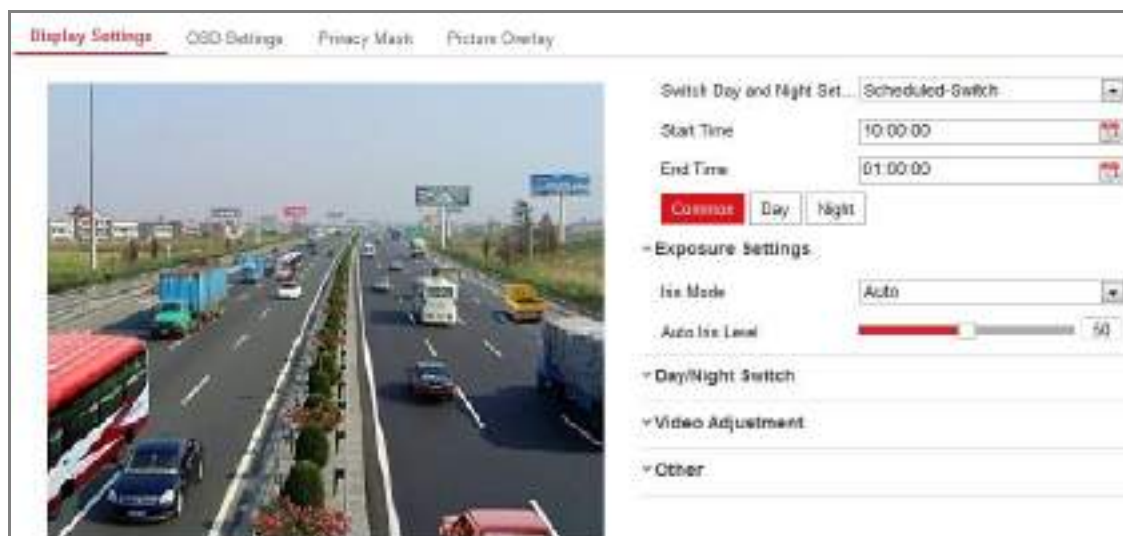 Display Settings
OSD Settings
Privacy Mask
Picture Overlay
Switch Day and Night Set... Scheduled-Switch
Start Time 10:00:00
End Time 01:00:00
Common Day Night
Exposure Settings
Iris Mode Auto
Auto Iris Level 50
Day/Night Switch
Video Adjustment
Other